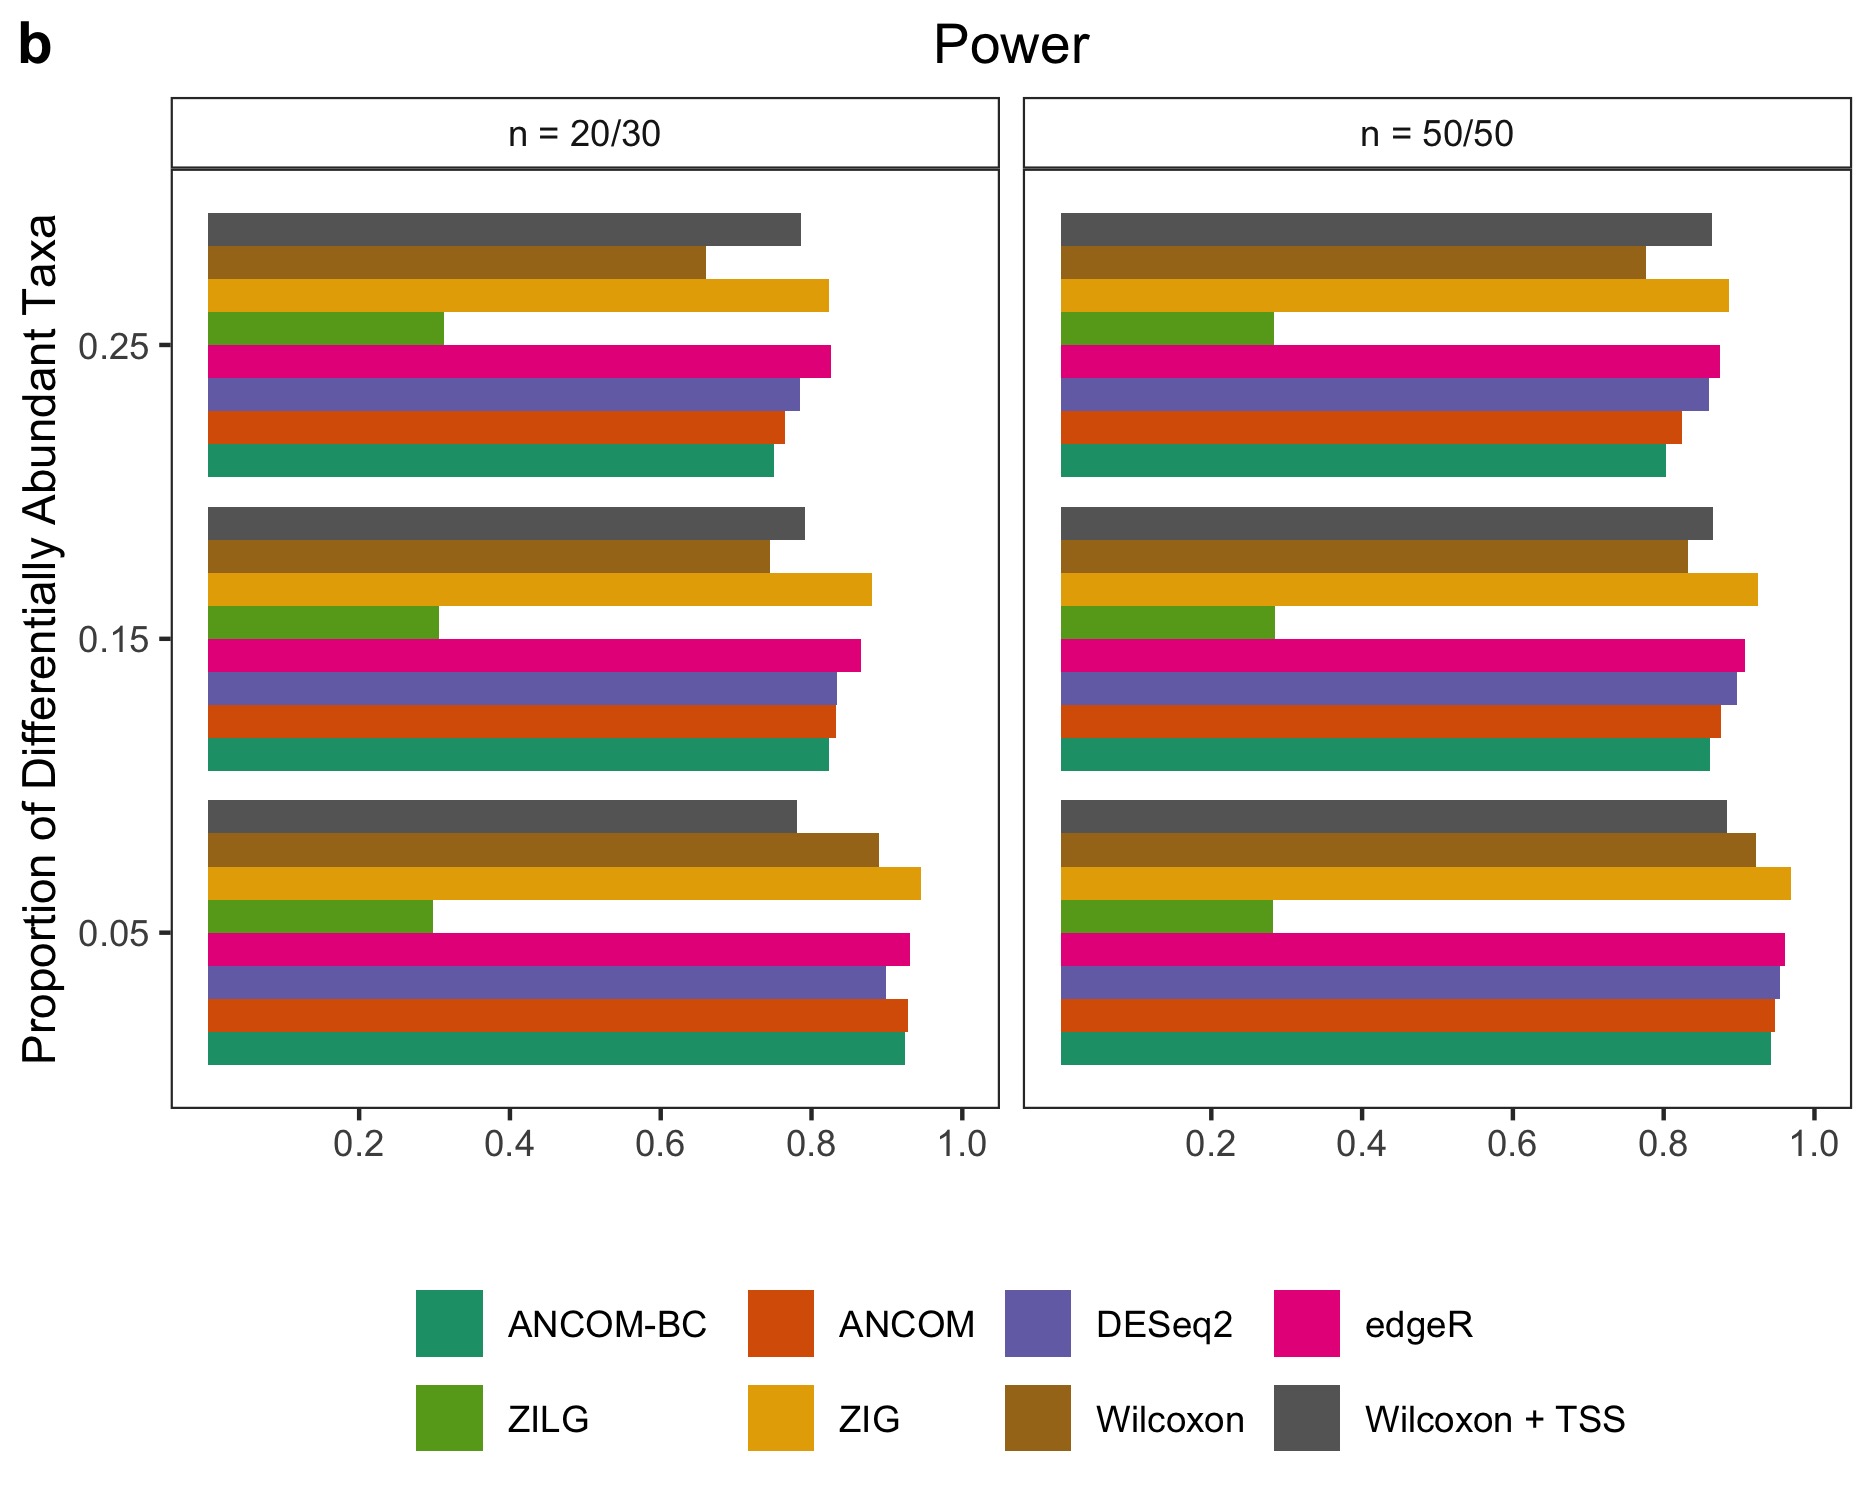 b
Power
n = 20/30
n = 50/50
Proportion of Differentially Abundant Taxa
0.25
0.15
0.05
0.2 0.4 0.6 0.8 1.0
0.2 0.4 0.6 0.8 1.0
ANCOM-BC ANCOM DESeq2 edgeR
ZILG ZIG Wilcoxon Wilcoxon + TSS